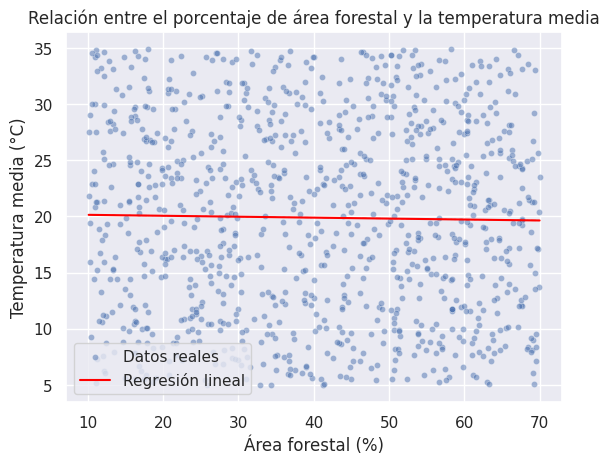 Relación entre el porcentaje de área forestal y la temperatura media
Temperatura media (°C)
35
30
25
20
15
10
5
Datos reales
Regresión lineal
10 20 30 40 50 60 70
Área forestal (%)